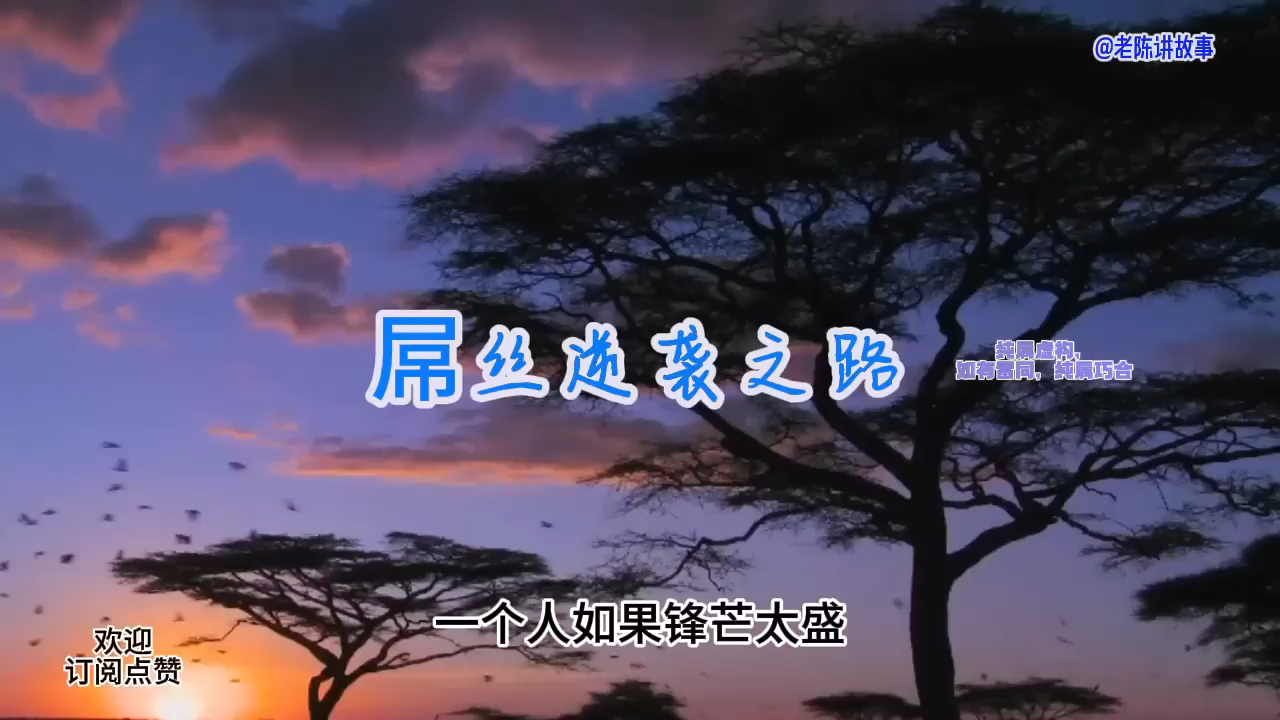 @老陈讲故事
屌丝逆袭之路
纯属虚构,
如有雷同，纯属巧合
一个人如果锋芒太盛
欢迎
订阅点赞